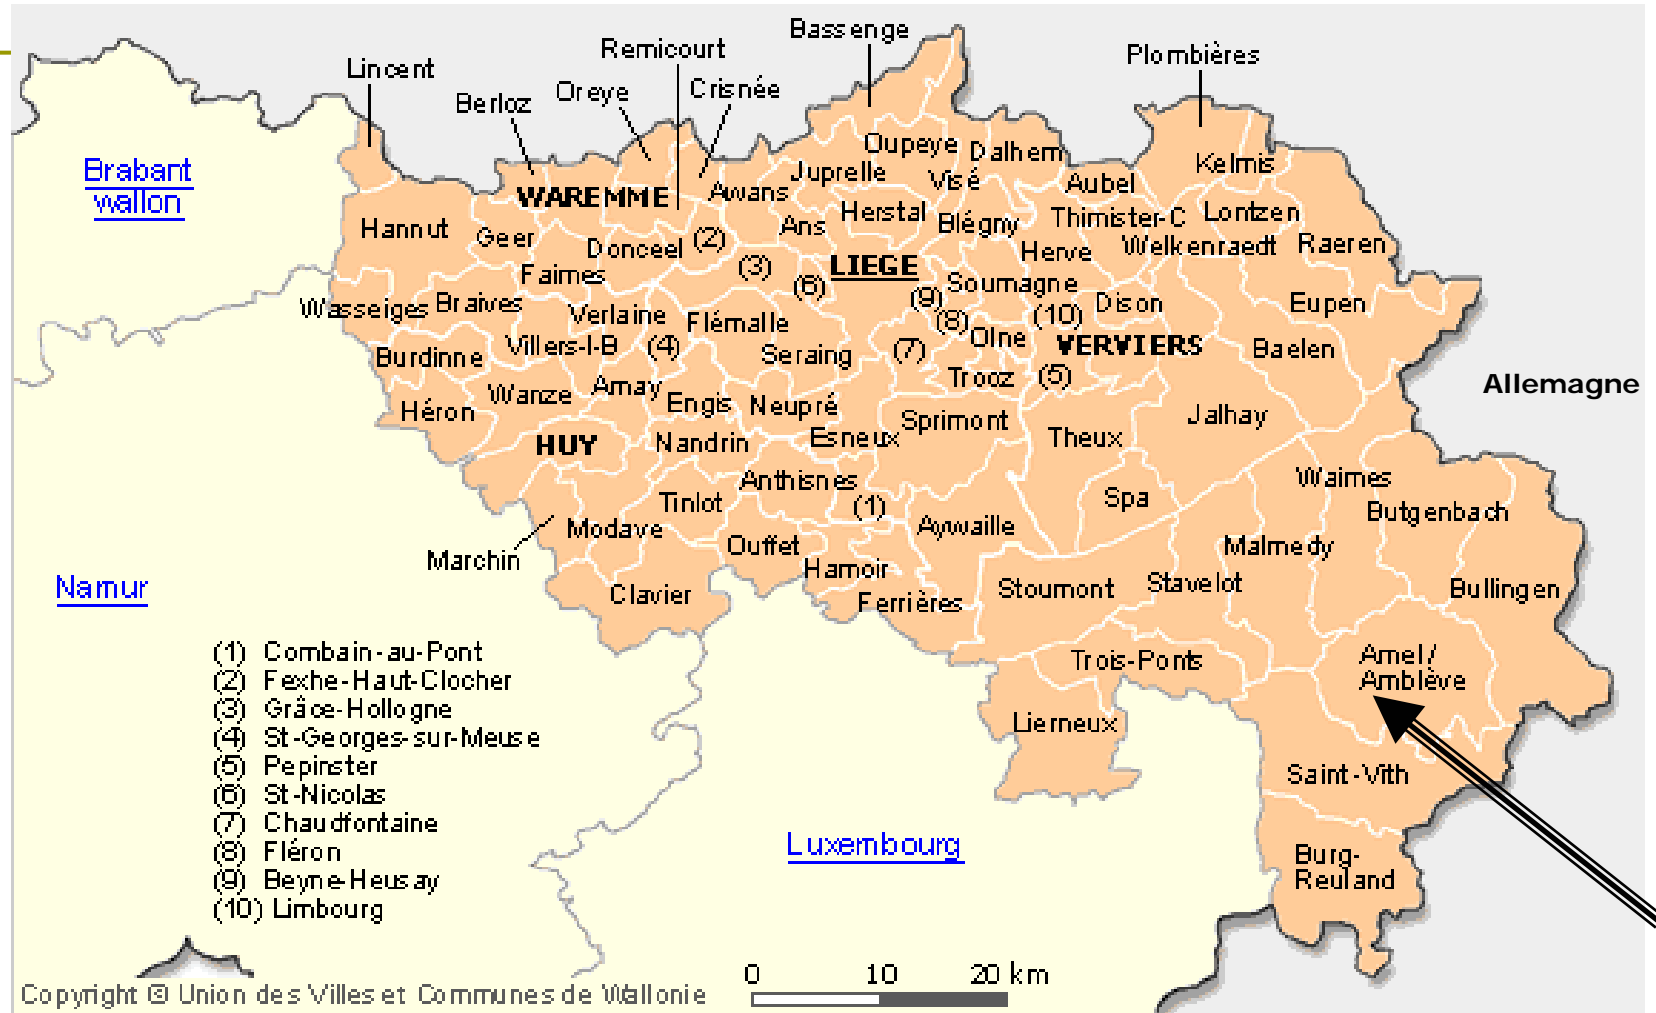 Bassenge
Remicourt
Plombières
Lincent
Berloz
Oreye
Crisnée
Brabant
wallon
Oupeye
Dalhem
Juprelle
Visé
Kelmis
WAREMME
Awans
Aubel
Hannut
Geer
Donceel
(2)
Ans
Herstal
Blégny
Thimister-C
Lontzen
Herve
Welkenraedt
Raeren
Faimes
(3)
LIEGE
(6)
Soumagne
Wasseiges
Braives
Verlaine
Flémalle
(9)
(8)
(10)
Dison
Eupen
Burdinne
Villers-l-B
(4)
Seraing
(7)
Olne
VERVIERS
Baelen
Héron
Wanze
Amay
Engis
Neupré
Trooz
(5)
Allemagne
HUY
Nandrin
Esneux
Sprimont
Theux
Jalhay
Anthisnes
Tinlot
(1)
Spa
Waimes
Butgenbach
Marchin
Modave
Ouffet
Aywaille
Malmedy
Namur
Clavier
Hamoir
Ferrières
Stoumont
Stavelot
Bullingen
Trois-Ponts
Amel/
Amblève
Lierneux
Saint-Vith
Luxembourg
Burg-
Reuland
(1) Combain-au-Pont
(2) Fexhe-Haut-Clocher
(3) Grâce-Hollogne
(4) St-Georges-sur-Meuse
(5) Pepinster
(6) St-Nicolas
(7) Chaudfontaine
(8) Fléron
(9) Beyne-Heusay
(10) Limbourg
0 10 20 km
Copyright © Union des Villes et Communes de Wallonie